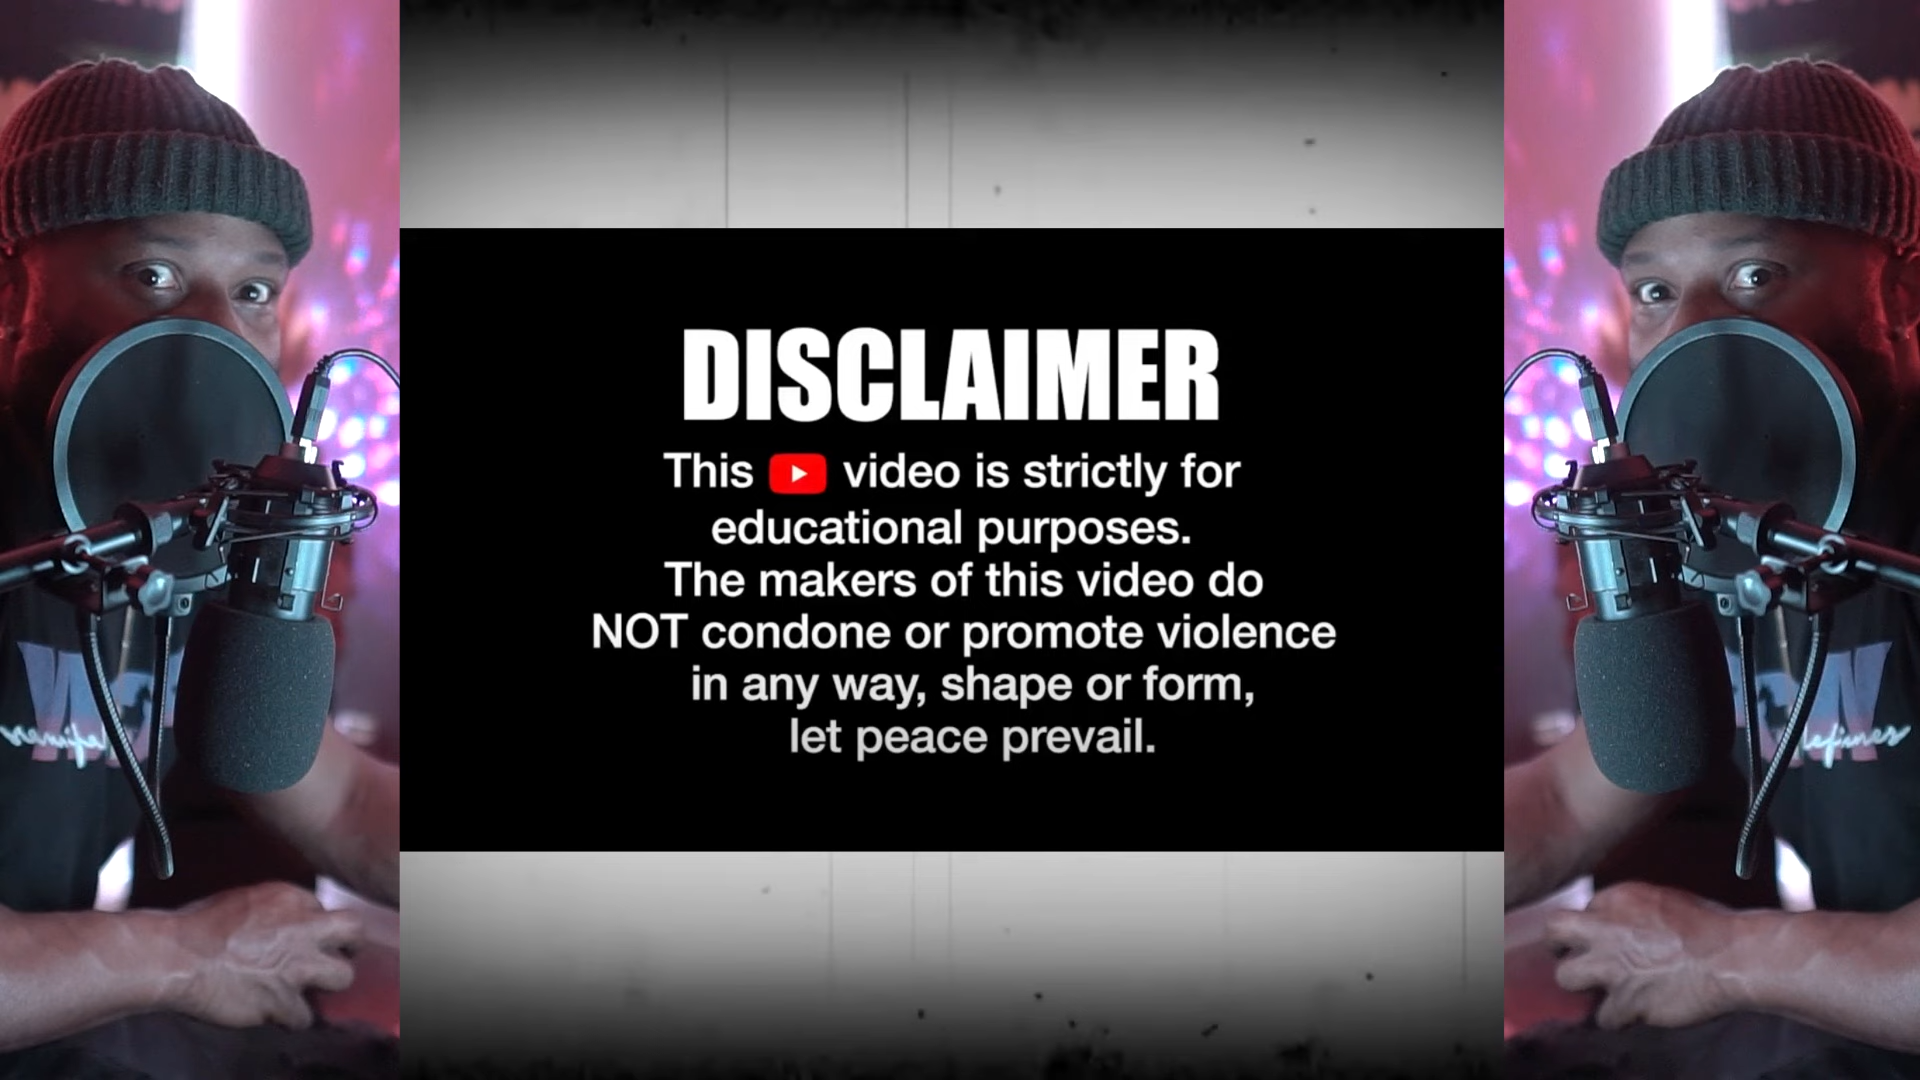 DISCLAIMER
This video is strictly for
educational purposes.
The makers of this video do
NOT condone or promote violence
in any way, shape or form,
let peace prevail.